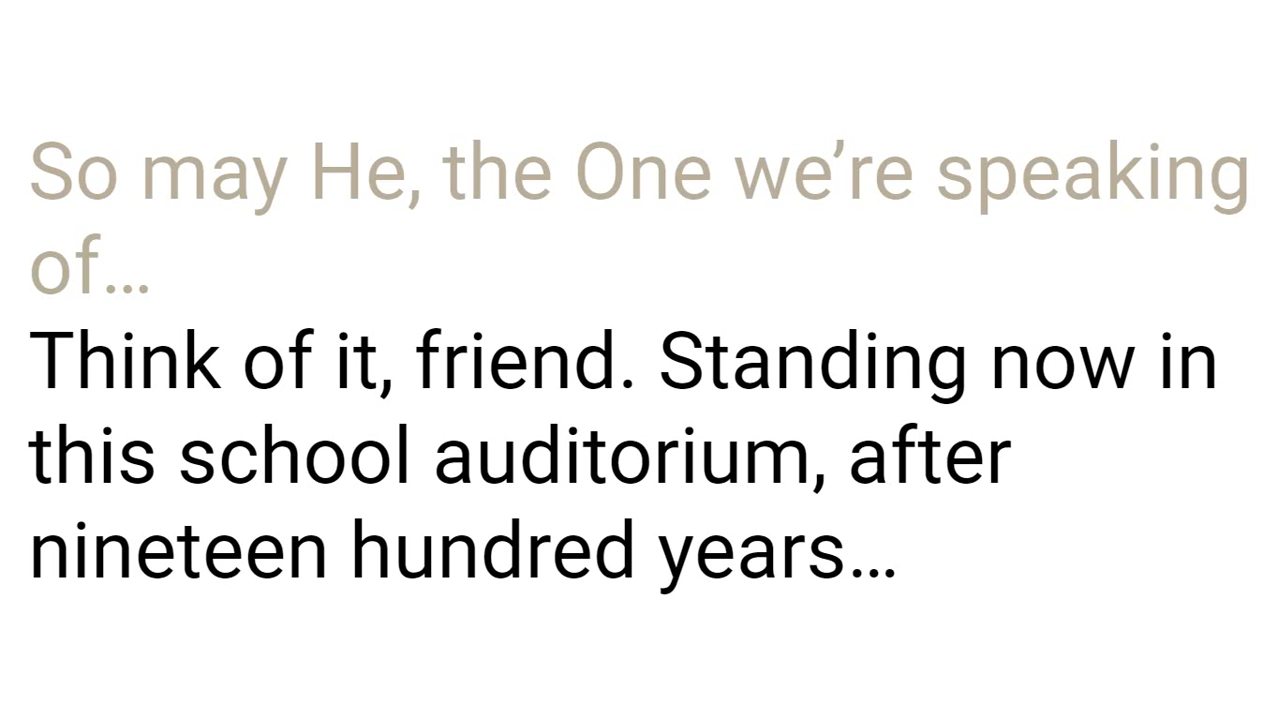 So may He, the One we’re speaking
of…
Think of it, friend. Standing now in
this school auditorium, after
nineteen hundred years…